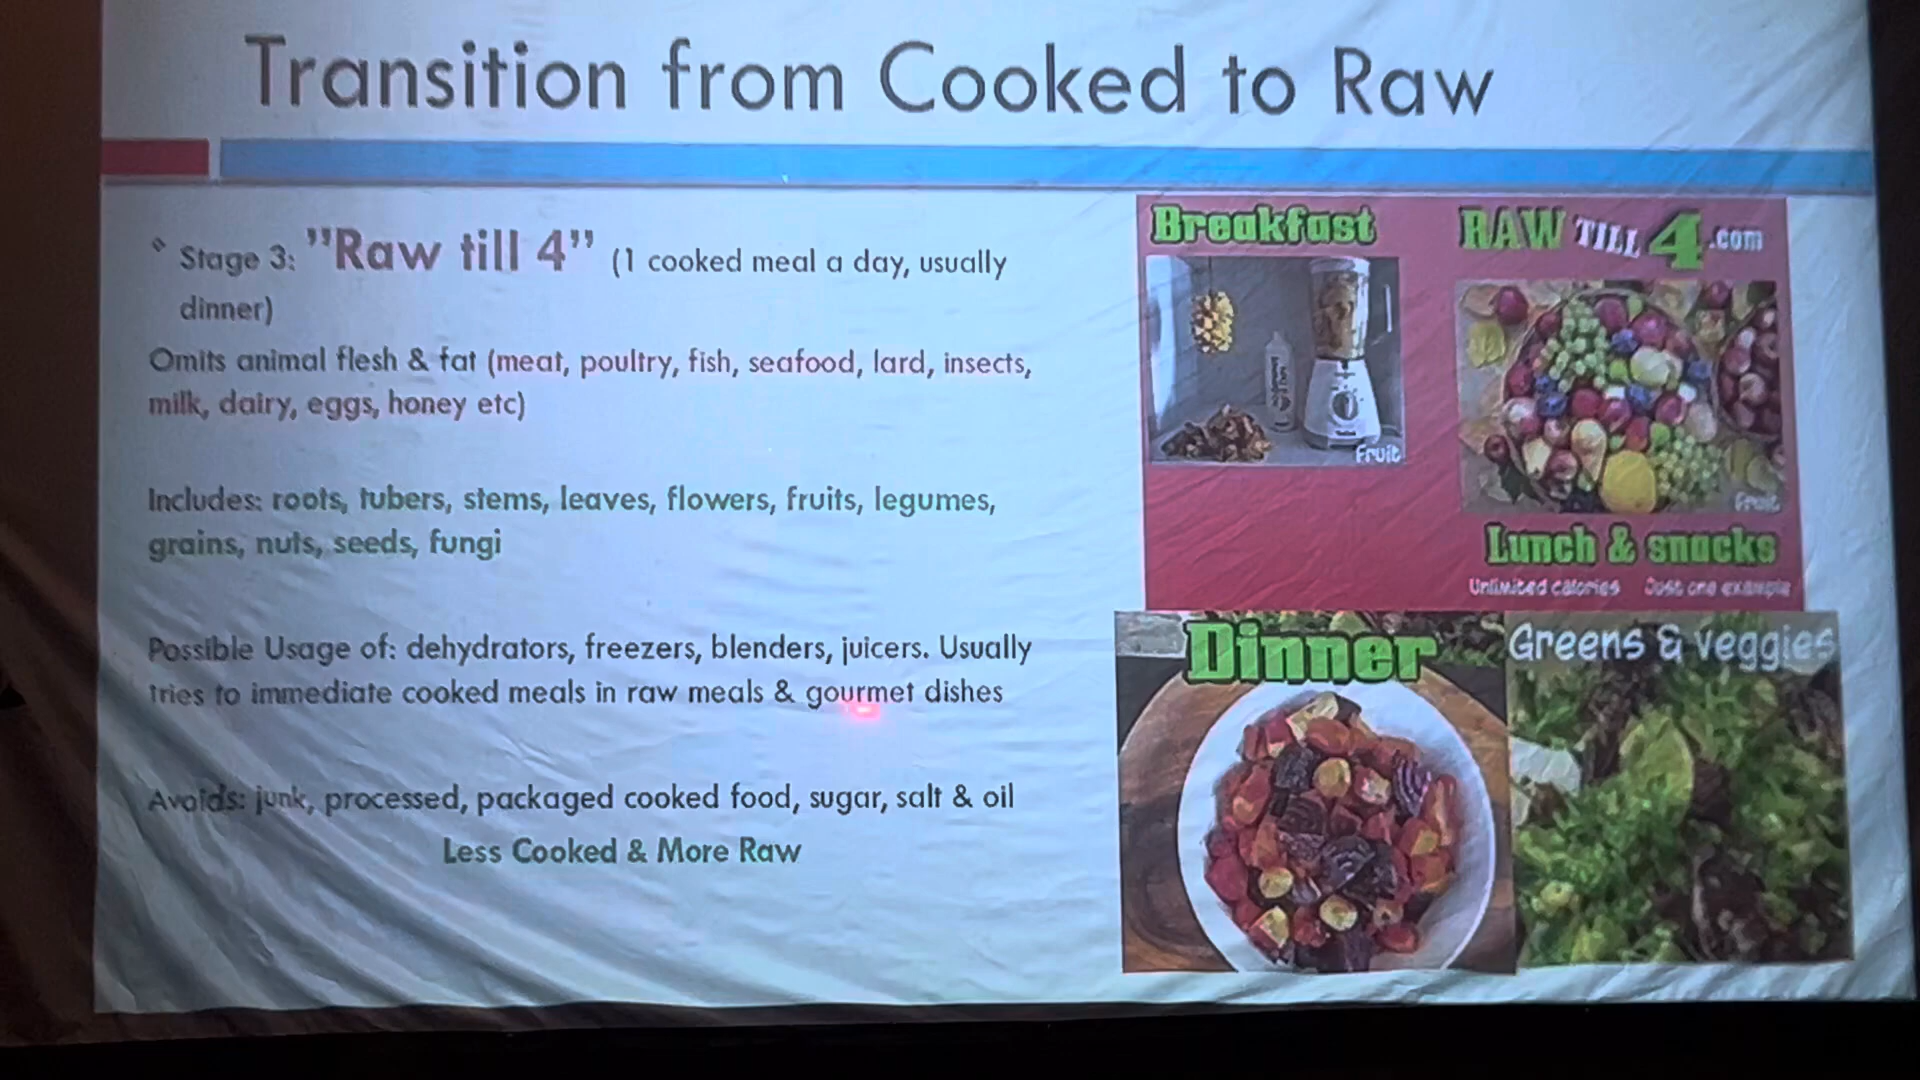 Transition from Cooked to Raw
Stage 3: "Raw till 4" (1 cooked meal a day, usually
dinner)
Omits animal flesh & fat (meat, poultry, fish, seafood, lard, insects,
milk, dairy, eggs, honey etc)
Includes: roots, tubers, stems, leaves, flowers, fruits, legumes,
grains, nuts, seeds, fungi
Possible Usage of: dehydrators, freezers, blenders, juicers. Usually
tries to immediate cooked meals in raw meals & gourmet dishes
Avoids: junk, processed, packaged cooked food, sugar, salt & oil
Less Cooked & More Raw
Breakfast
Fruit
RAW TILL 4.com
Fruit
Lunch & snacks
Unlimited calories Just one example
Dinner
Greens & veggies